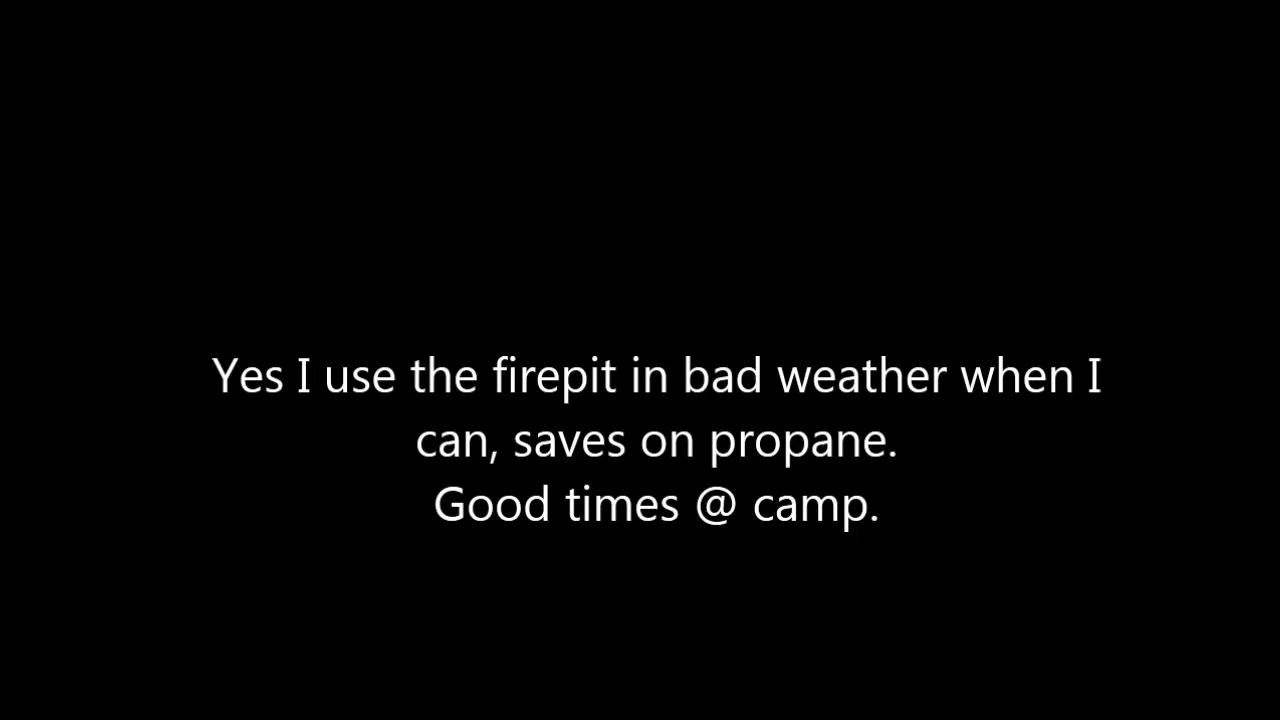 Yes I use the firepit in bad weather when I
can, saves on propane.
Good times @ camp.